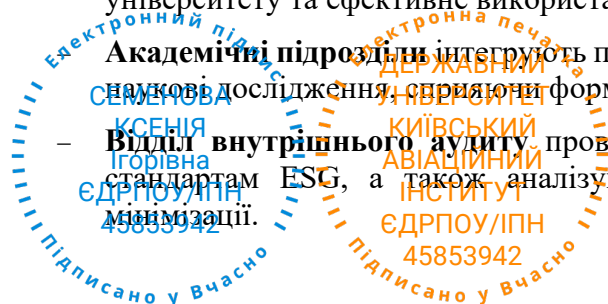 університету та ефективне використа
– Академічні підрозділи інтегрують п
наукові дослідження, сприяючи форм
– Відділ внутрішнього аудиту пров
стандартам ESG, а також аналізу
мінімізації.
Електронний підпис
СЕМЕНОВА
КСЕНІЯ
Ігорівна
ЄДРПОУ/ІПН
45853942
Підписано у Вчасно
Електронна печатка
ДЕРЖАВНИЙ
УНІВЕРСИТЕТ
КИЇВСЬКИЙ
АВІАЦІЙНИЙ
ІНСТИТУТ
ЄДРПОУ/ІПН
45853942
Підписано у Вчасно